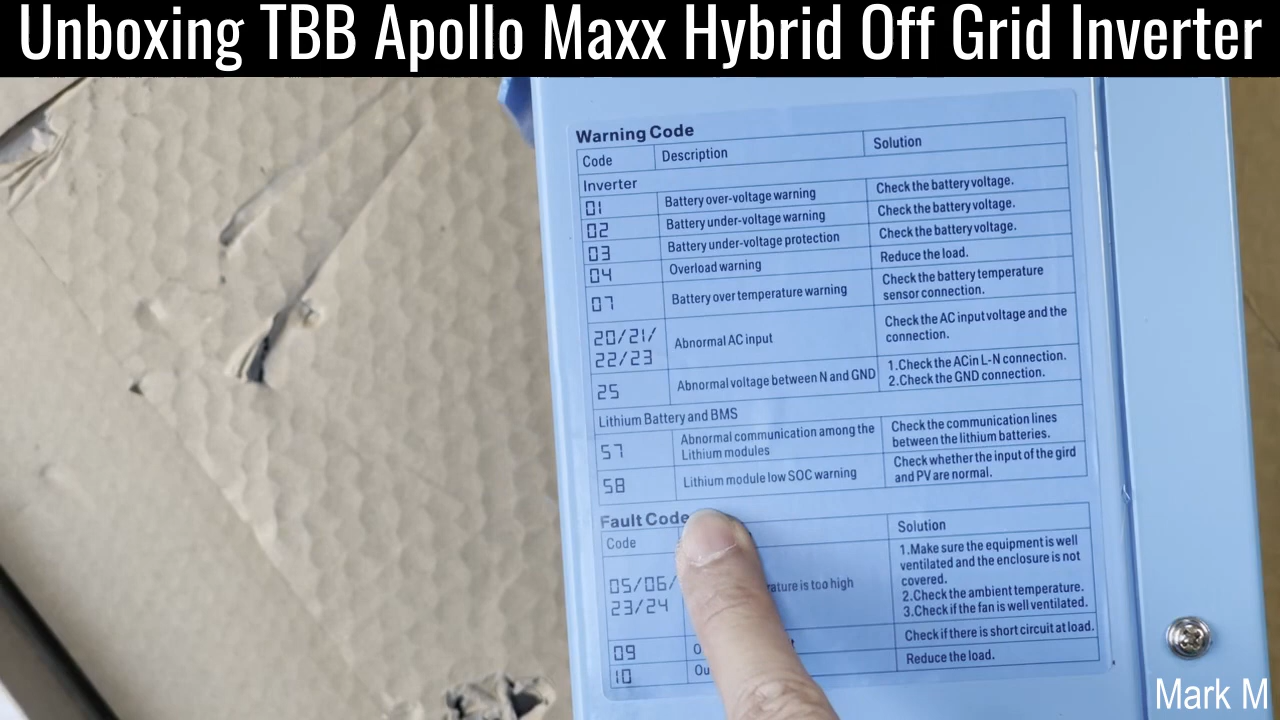 Unboxing TBB Apollo Maxx Hybrid Off Grid Inverter
Warning Code
Code Description Solution
Inverter
01 Battery over-voltage warning Check the battery voltage.
02 Battery under-voltage warning Check the battery voltage.
03 Battery under-voltage protection Check the battery voltage.
04 Overload warning Reduce the load.
07 Battery over temperature warning Check the battery temperature
sensor connection.
20/21/
22/23 Abnormal AC input Check the AC input voltage and the
connection.
25 Abnormal voltage between N and GND 1.Check the ACin L-N connection.
2.Check the GND connection.
Lithium Battery and BMS
57 Abnormal communication among the
Lithium modules Check the communication lines
between the lithium batteries.
58 Lithium module low SOC warning Check whether the input of the gird
and PV are normal.
Fault Code
Code Solution
05/06/
23/24 is too high 1.Make sure the equipment is well
ventilated and the enclosure is not
covered.
2.Check the ambient temperature.
3.Check if the fan is well ventilated.
09 Check if there is short circuit at load.
10 Reduce the load.
Mark M